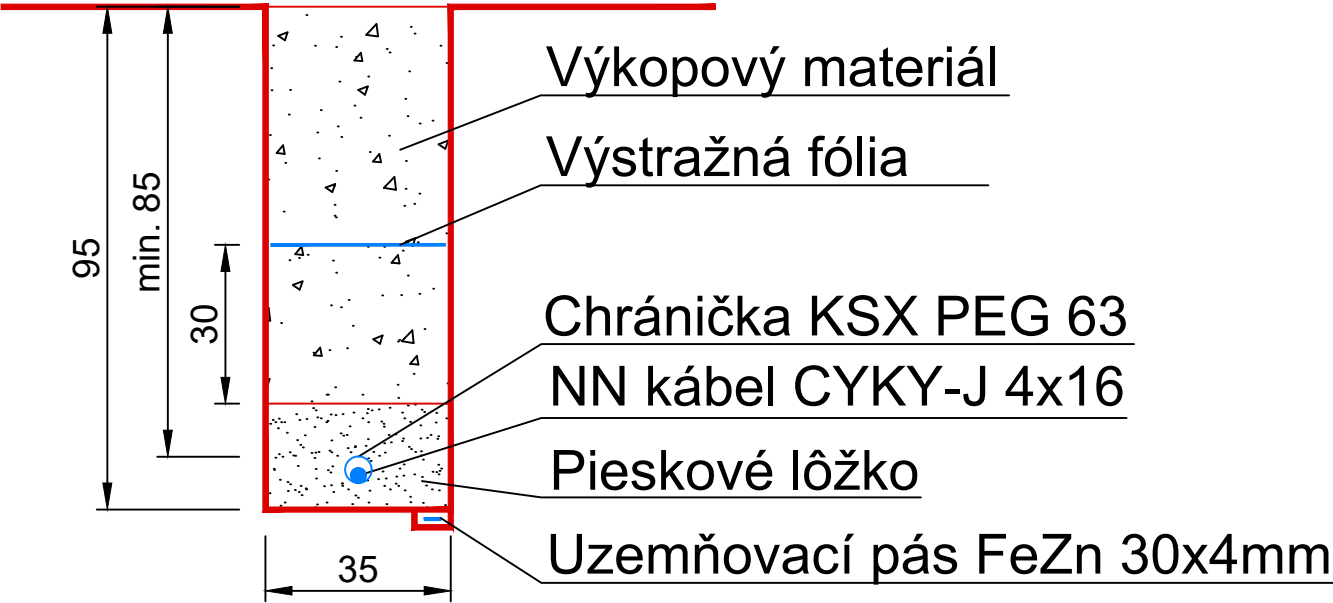 Výkopový materiál
Výstražná fólia
95
min. 85
30
Chránička KSX PEG 63
NN kábel CYKY-J 4x16
Pieskové lôžko
35
Uzemňovací pás FeZn 30x4mm